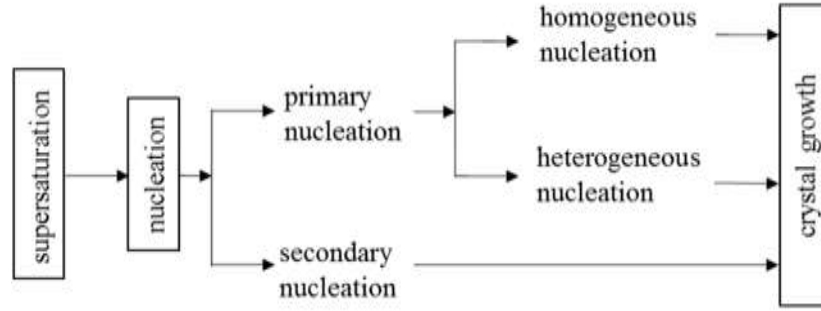 supersaturation
nucleation
primary
nucleation
secondary
nucleation
homogeneous
nucleation
heterogeneous
nucleation
crystal growth